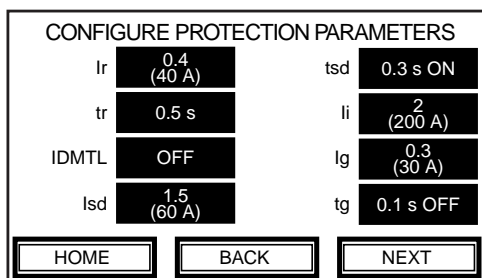 CONFIGURE PROTECTION PARAMETERS
Ir 0.4
(40 A)
tr 0.5 s
IDMTL OFF
Isd 1.5
(60 A)
tsd 0.3 s ON
Ii 2
(200 A)
Ig 0.3
(30 A)
tg 0.1 s OFF
HOME BACK NEXT